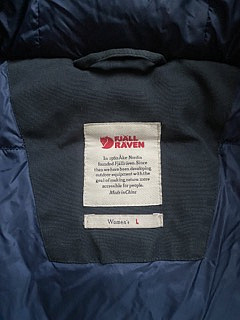 FJÄLL
RÄVEN
In 1960 Åke Nordin
founded Fjällräven. Since
then we have been developing
outdoor equipment with the
goal of making nature more
accessible for people.
Made in China
Women's L